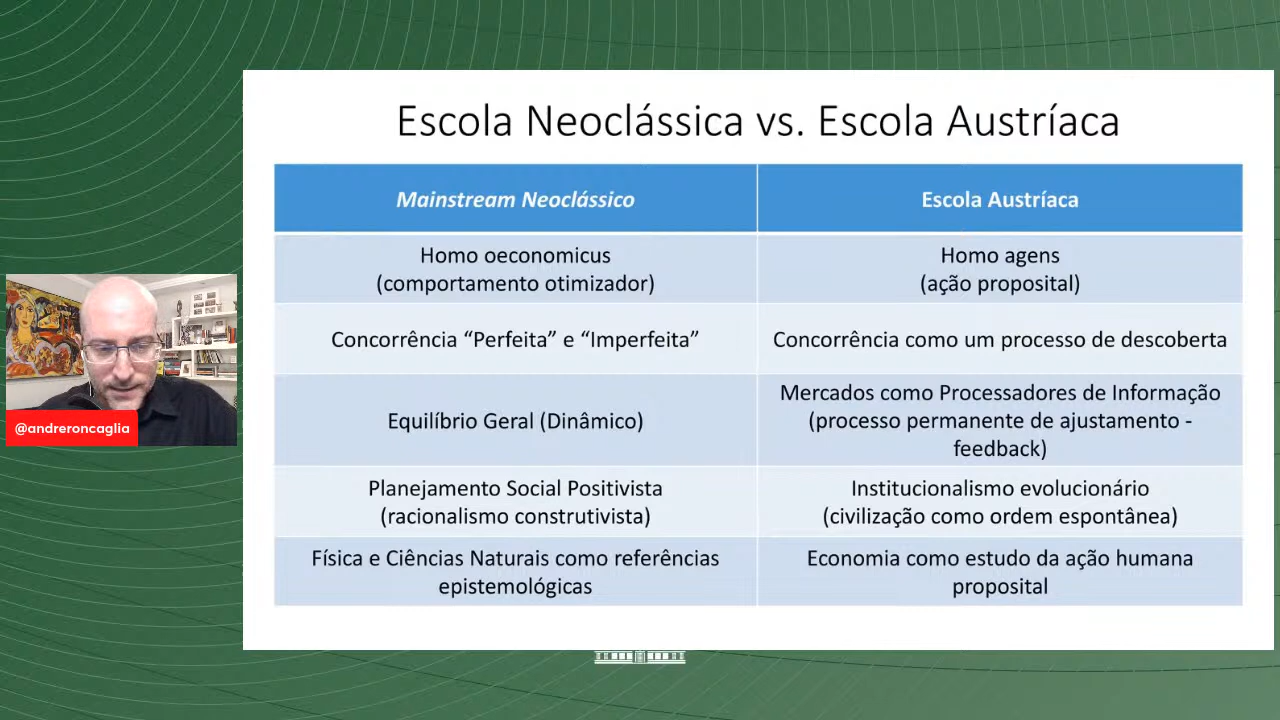 Escola Neoclássica vs. Escola Austríaca
Mainstream Neoclássico
Escola Austríaca
Homo oeconomicus
(comportamento otimizador)
Homo agens
(ação proposital)
Concorrência “Perfeita” e “Imperfeita”
Concorrência como um processo de descoberta
Equilíbrio Geral (Dinâmico)
Mercados como Processadores de Informação
(processo permanente de ajustamento -
feedback)
Planejamento Social Positivista
(racionalismo construtivista)
Institucionalismo evolucionário
(civilização como ordem espontânea)
Física e Ciências Naturais como referências
epistemológicas
Economia como estudo da ação humana
proposital
@andreroncaglia